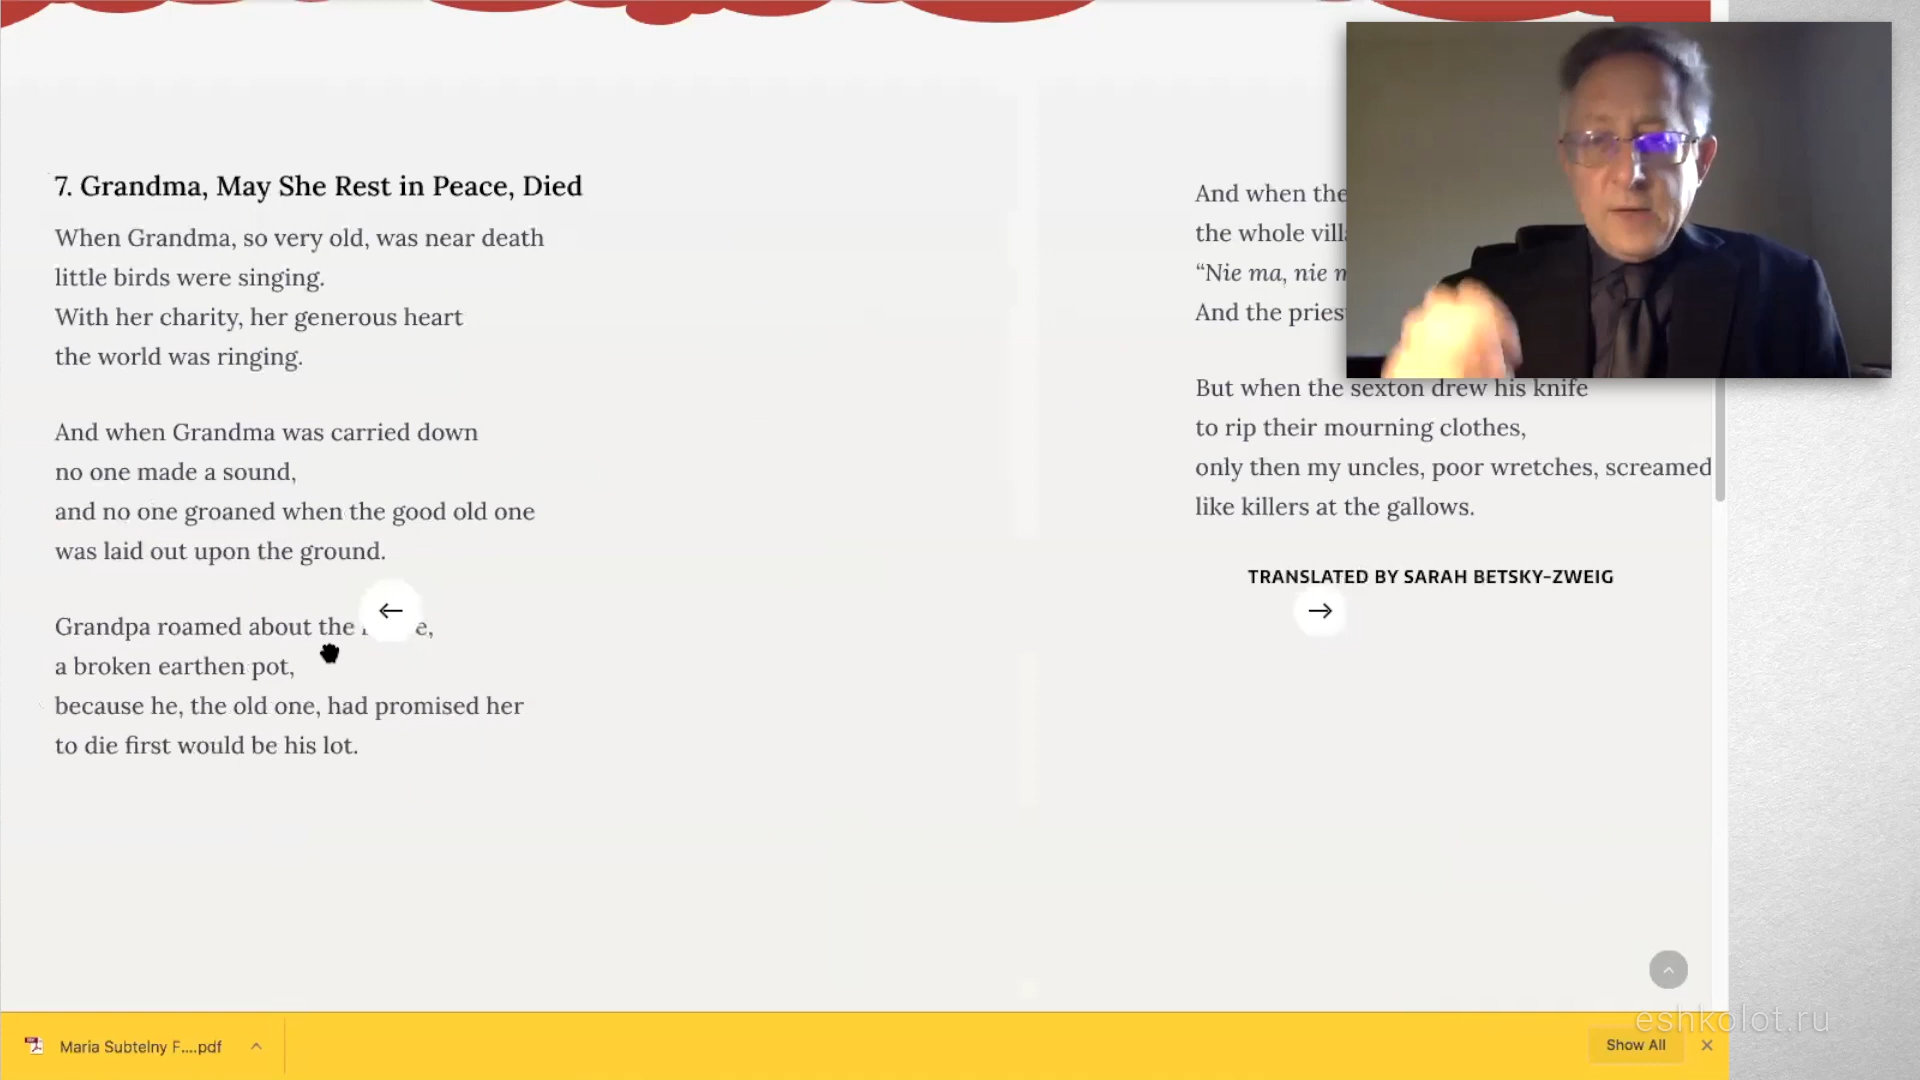 7. Grandma, May She Rest in Peace, Died
When Grandma, so very old, was near death
little birds were singing.
With her charity, her generous heart
the world was ringing.
And when Grandma was carried down
no one made a sound,
and no one groaned when the good old one
was laid out upon the ground.
Grandpa roamed about the
a broken earthen pot,
because he, the old one, had promised her
to die first would be his lot.
And when the
the whole
“Nie ma, nie
And the
But when the sexton drew his knife
to rip their mourning clothes,
only then my uncles, poor wretches, screamed
like killers at the gallows.
TRANSLATED BY SARAH BETSKY-ZWEIG
Maria Subtelny F....pdf
Show All
eshkolot.ru